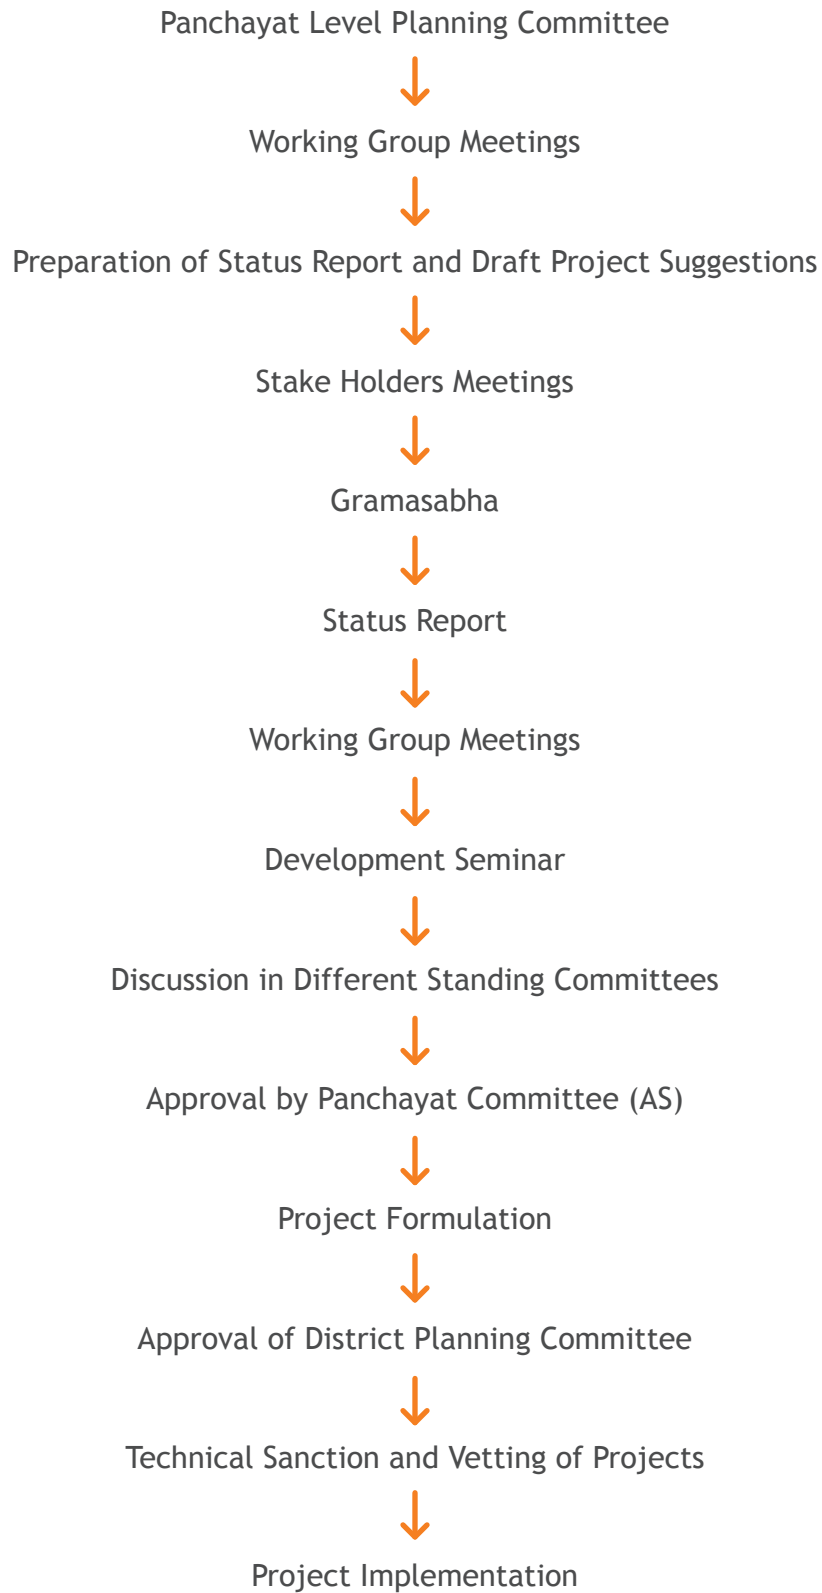 Panchayat Level Planning Committee
Working Group Meetings
Preparation of Status Report and Draft Project Suggestions
Stake Holders Meetings
Gramasabha
Status Report
Working Group Meetings
Development Seminar
Discussion in Different Standing Committees
Approval by Panchayat Committee (AS)
Project Formulation
Approval of District Planning Committee
Technical Sanction and Vetting of Projects
Project Implementation